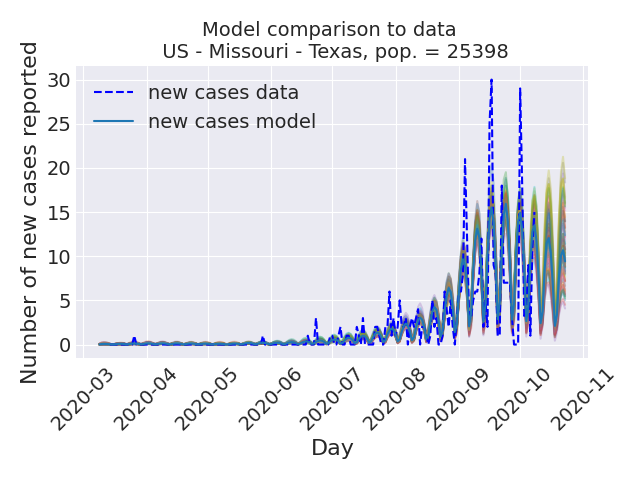 Model comparison to data
US - Missouri - Texas, pop. = 25398
Number of new cases reported
30
25
20
15
10
5
0
new cases data
new cases model
2020-03
2020-04
2020-05
2020-06
2020-07
2020-08
2020-09
2020-10
2020-11
Day